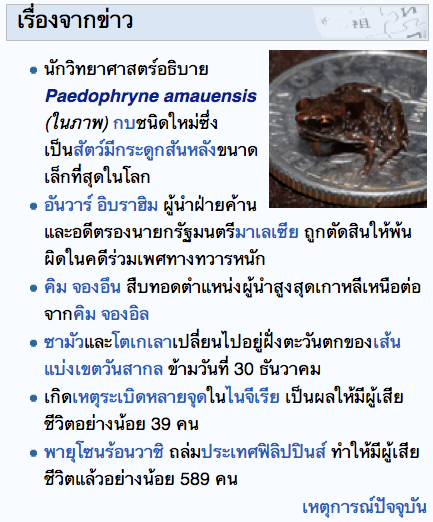 เรื่องจากข่าว
นักวิทยาศาสตร์อธิบาย
Paedophryne amauensis
(ในภาพ) กบชนิดใหม่ซึ่ง
เป็นสัตว์มีกระดูกสันหลังขนาด
เล็กที่สุดในโลก
อันวาร์ อิบราฮิม ผู้นำฝ่ายค้าน
และอดีตรองนายกรัฐมนตรีมาเลเซีย ถูกตัดสินให้พ้น
ผิดในคดีร่วมเพศทางทวารหนัก
คิม จองอึน สืบทอดตำแหน่งผู้นำสูงสุดเกาหลีเหนือต่อ
จากคิม จองอิล
ซามัวและโตเกเลาเปลี่ยนไปอยู่ฝั่งตะวันตกของเส้น
แบ่งเขตวันสากล ข้ามวันที่ 30 ธันวาคม
เกิดเหตุระเบิดหลายจุดในไนจีเรีย เป็นผลให้มีผู้เสีย
ชีวิตอย่างน้อย 39 คน
พายุโซนร้อนวาชิ ถล่มประเทศฟิลิปปินส์ ทำให้มีผู้เสีย
ชีวิตแล้วอย่างน้อย 589 คน
เหตุการณ์ปัจจุบัน